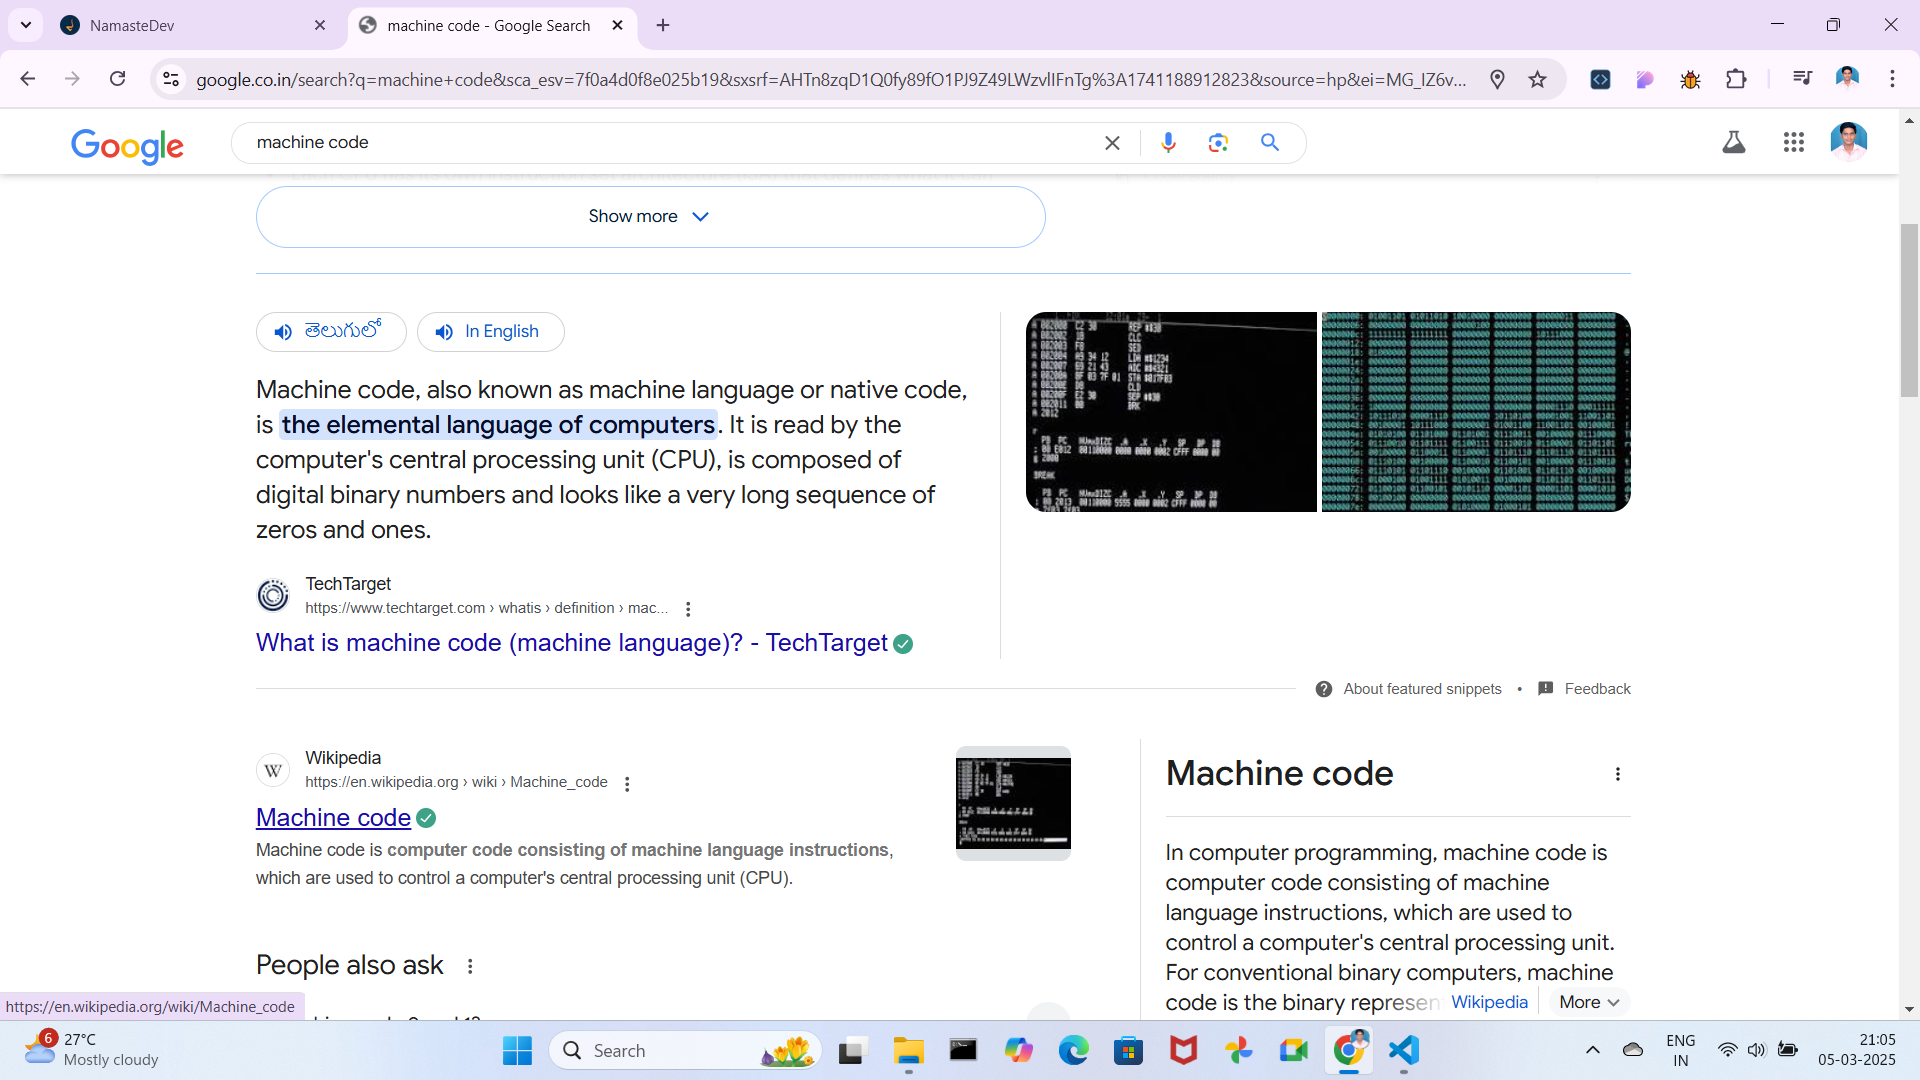 NamasteDev
machine code - Google Search
google.co.in/search?q=machine+code&sca_esv=7f0a4d0f8e025b19&sxsrf=AHTn8zqD1Q0fy89fO1PJ9Z49LWzvlIFnTg%3A1741188912823&source=hp&ei=MG_IZ6v...
Google
machine code
Show more
తెలుగులో
In English
Machine code, also known as machine language or native code,
is the elemental language of computers. It is read by the
computer's central processing unit (CPU), is composed of
digital binary numbers and looks like a very long sequence of
zeros and ones.
TechTarget
https://www.techtarget.com › whatis › definition › mac...
What is machine code (machine language)? - TechTarget
About featured snippets • Feedback
W
Wikipedia
https://en.wikipedia.org › wiki › Machine_code
Machine code
Machine code is computer code consisting of machine language instructions,
which are used to control a computer's central processing unit (CPU).
People also ask
Machine code
In computer programming, machine code is
computer code consisting of machine
language instructions, which are used to
control a computer's central processing unit.
For conventional binary computers, machine
code is the binary represen Wikipedia More
https://en.wikipedia.org/wiki/Machine_code
6
27°C
Mostly cloudy
Search
ENG
IN
21:05
05-03-2025